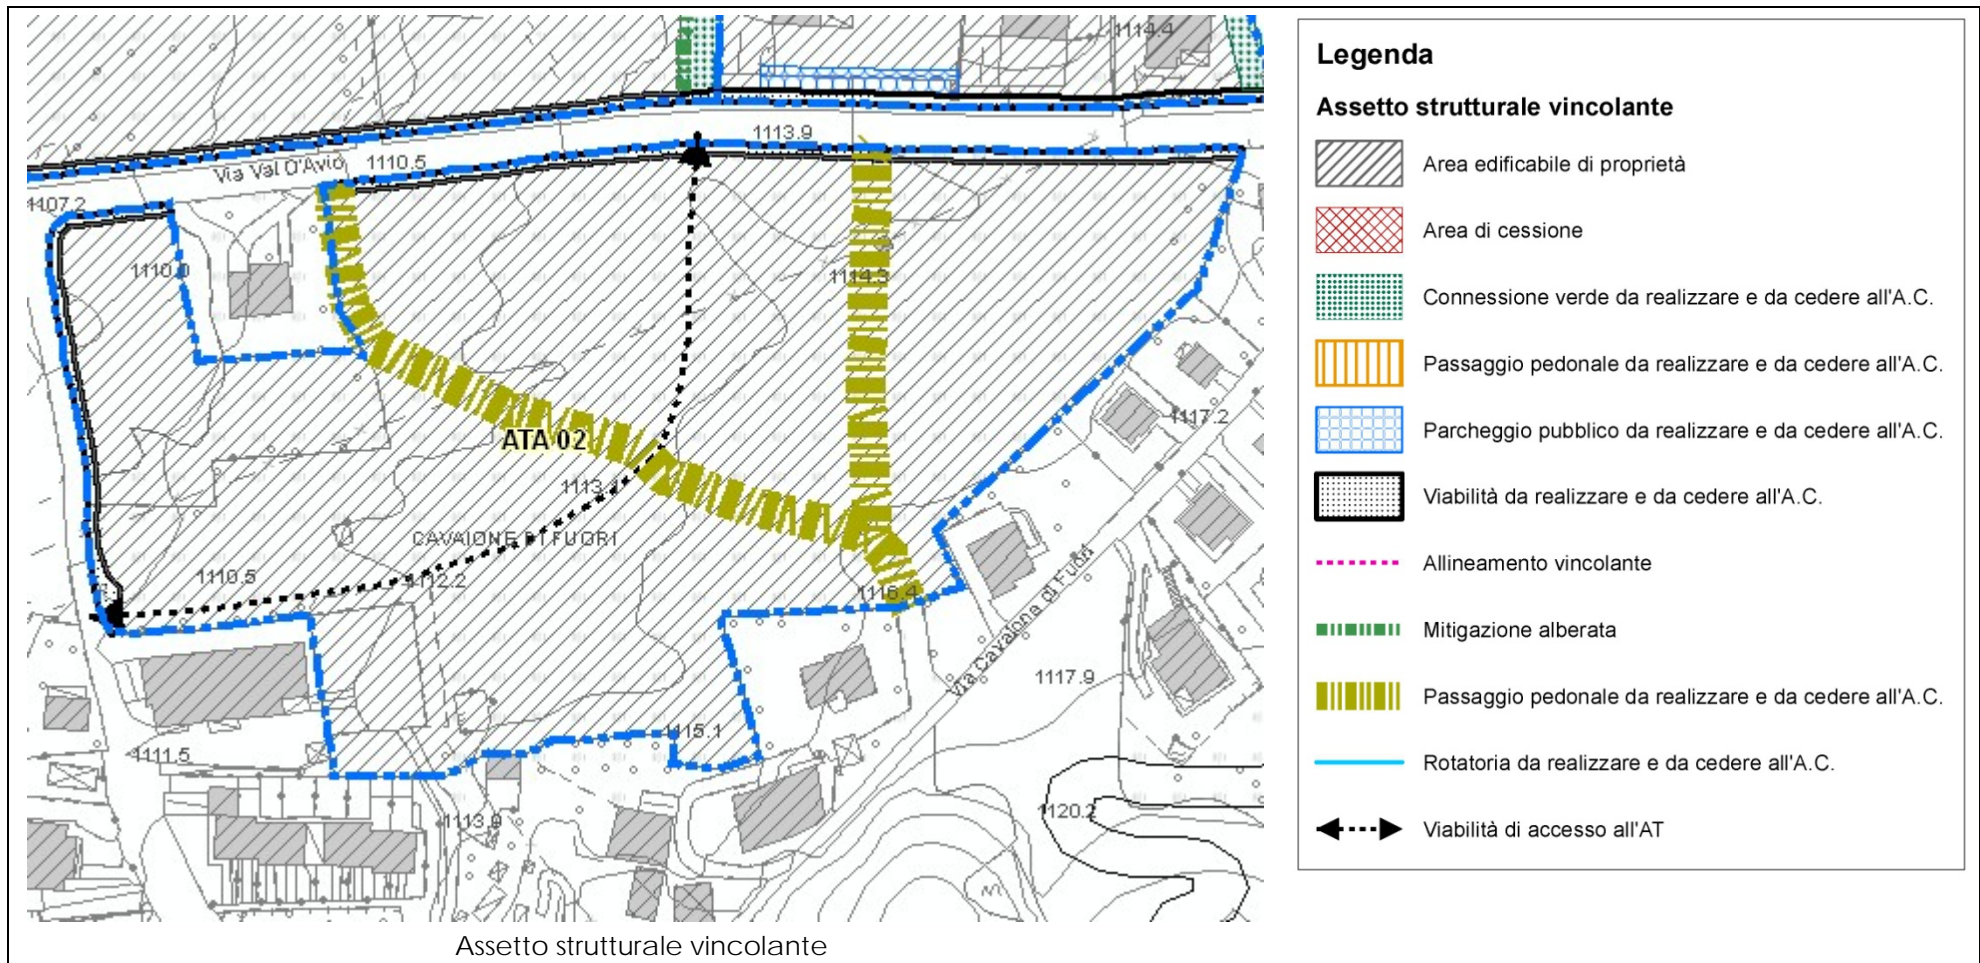 1114.4
1113.9
Via Val D'Avio
1110.5
1107.2
1110.0
1114.3
1117.2
ATA 02
1113.1
CAVAIONE DI FUORI
1110.5
1112.2
1116.4
Via Cavaione di Fuori
1117.9
1115.1
1111.5
1120.2
1113.9
Assetto strutturale vincolante
Legenda
Assetto strutturale vincolante
Area edificabile di proprietà
Area di cessione
Connessione verde da realizzare e da cedere all'A.C.
Passaggio pedonale da realizzare e da cedere all'A.C.
Parcheggio pubblico da realizzare e da cedere all'A.C.
Viabilità da realizzare e da cedere all'A.C.
Allineamento vincolante
Mitigazione alberata
Passaggio pedonale da realizzare e da cedere all'A.C.
Rotatoria da realizzare e da cedere all'A.C.
Viabilità di accesso all'AT